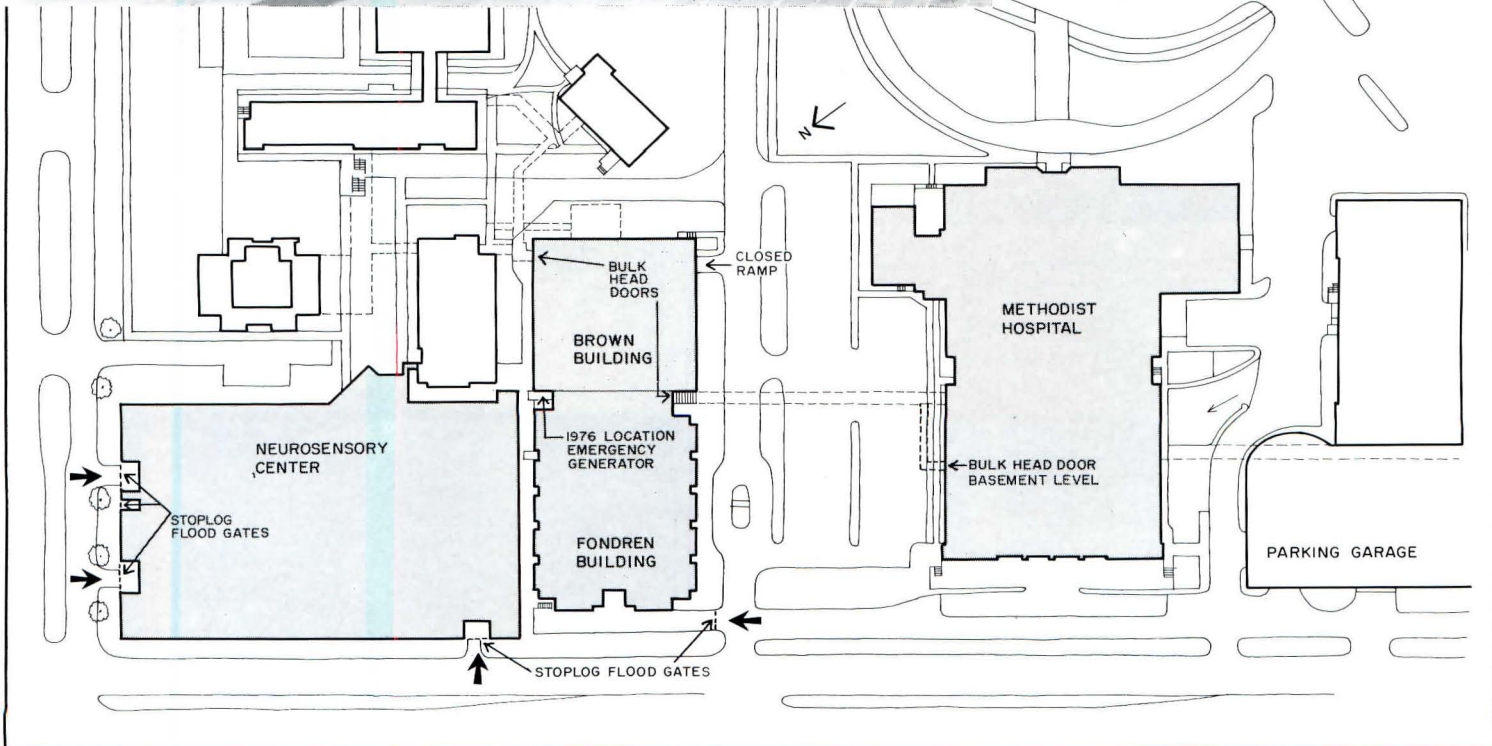 N
CLOSED
RAMP
BULK
HEAD
DOORS
BROWN
BUILDING
METHODIST
HOSPITAL
1976 LOCATION
EMERGENCY
GENERATOR
NEUROSENSORY
CENTER
BULK HEAD DOOR
BASEMENT LEVEL
STOPLOG
FLOOD GATES
FONDREN
BUILDING
PARKING GARAGE
STOPLOG FLOOD GATES